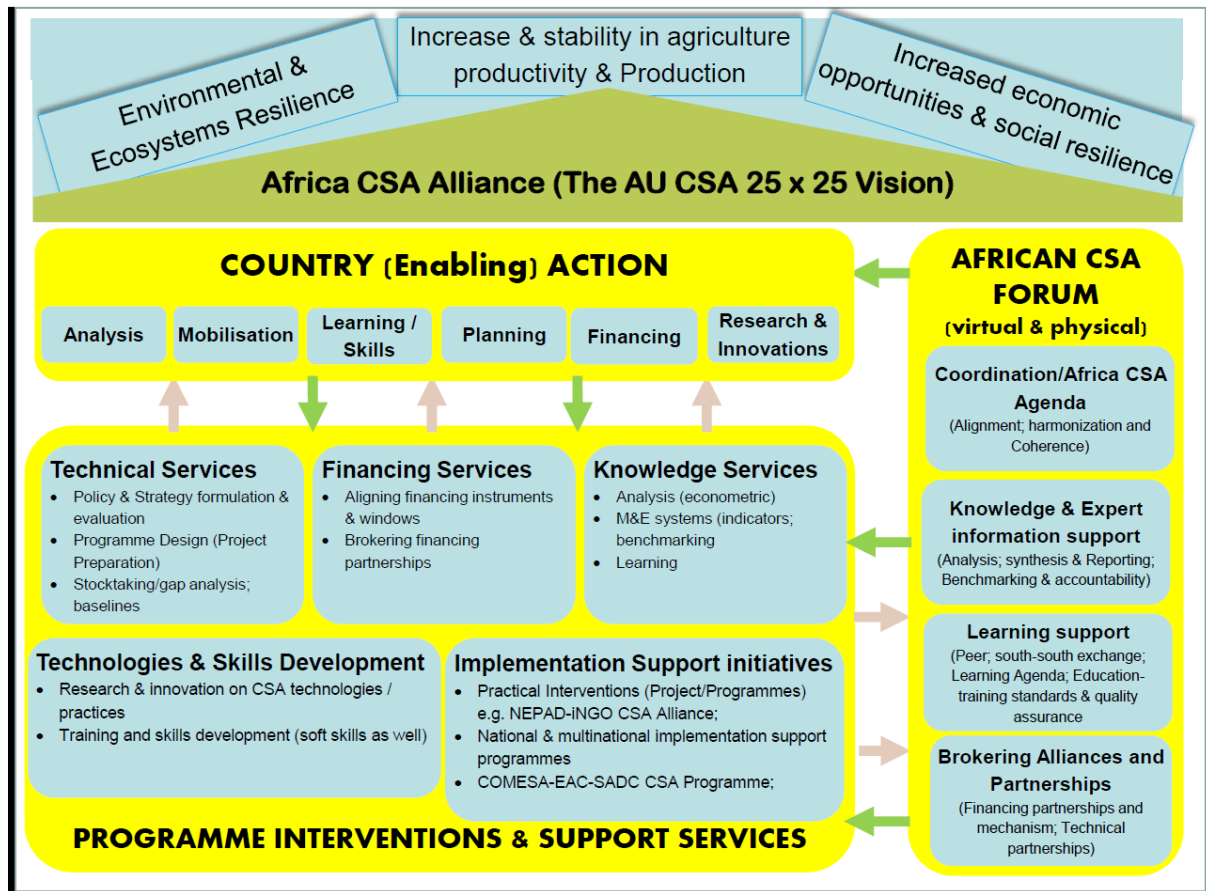 Environmental &
Ecosystems Resilience
Increase & stability in agriculture
productivity & Production
Increased economic
opportunities & social resilience
Africa CSA Alliance (The AU CSA 25 x 25 Vision)
COUNTRY (Enabling) ACTION
Analysis
Mobilisation
Learning /
Skills
Planning
Financing
Research &
Innovations
Technical Services
• Policy & Strategy formulation &
evaluation
• Programme Design (Project
Preparation)
• Stocktaking/gap analysis;
baselines
Financing Services
• Aligning financing instruments
& windows
• Brokering financing
partnerships
Knowledge Services
• Analysis (econometric)
• M&E systems (indicators;
benchmarking
• Learning
Technologies & Skills Development
• Research & innovation on CSA technologies /
practices
• Training and skills development (soft skills as well)
Implementation Support initiatives
• Practical Interventions (Project/Programmes)
e.g. NEPAD-iNGO CSA Alliance;
• National & multinational implementation support
programmes
• COMESA-EAC-SADC CSA Programme;
PROGRAMME INTERVENTIONS & SUPPORT SERVICES
AFRICAN CSA
FORUM
(virtual & physical)
Coordination/Africa CSA
Agenda
(Alignment; harmonization and
Coherence)
Knowledge & Expert
information support
(Analysis; synthesis & Reporting;
Benchmarking & accountability)
Learning support
(Peer; south-south exchange;
Learning Agenda; Education-
training standards & quality
assurance
Brokering Alliances and
Partnerships
(Financing partnerships and
mechanism; Technical
partnerships)